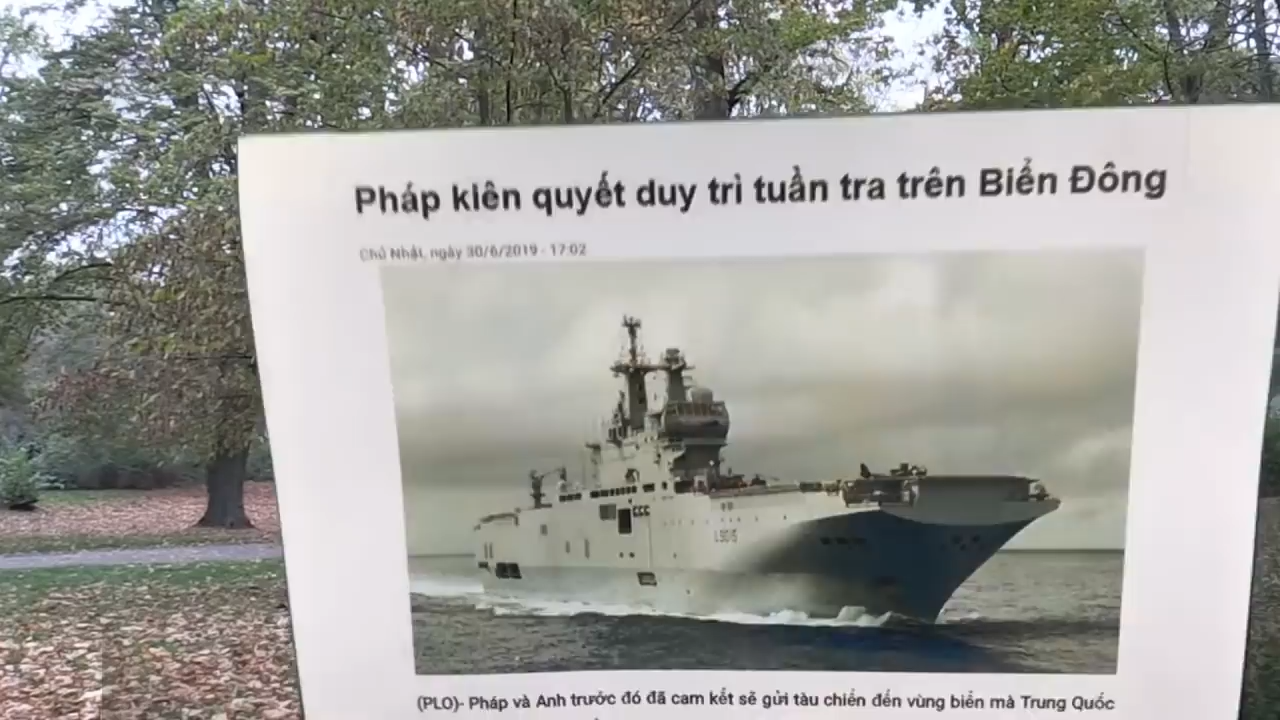 Pháp kiên quyết duy trì tuần tra trên Biển Đông
Chủ Nhật, ngày 30/6/2019 - 17:02
L9015
(PLO)- Pháp và Anh trước đó đã cam kết sẽ gửi tàu chiến đến vùng biển mà Trung Quốc